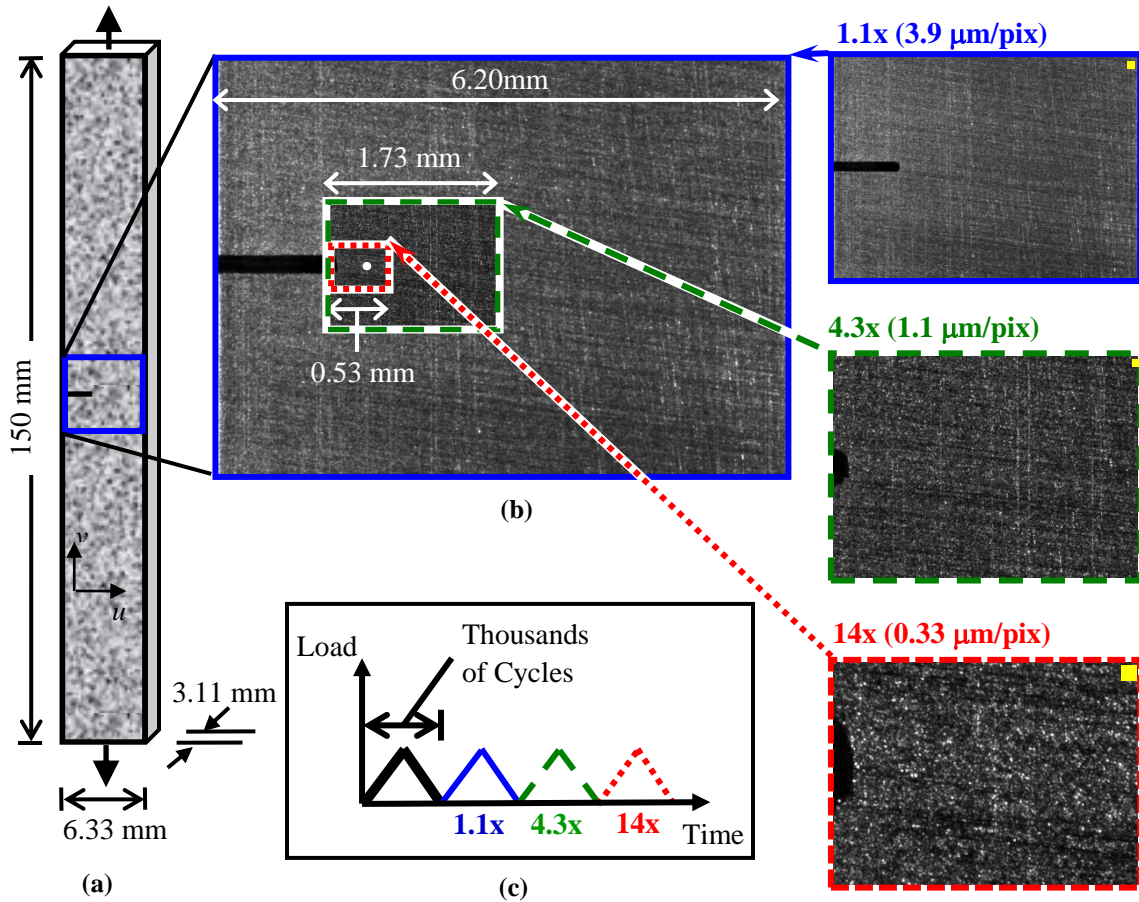 150 mm
v
u
3.11 mm
6.33 mm
(a)
6.20mm
1.73 mm
0.53 mm
(b)
1.1x (3.9 μm/pix)
4.3x (1.1 μm/pix)
14x (0.33 μm/pix)
Load
Thousands
of Cycles
1.1x
4.3x
14x
Time
(c)